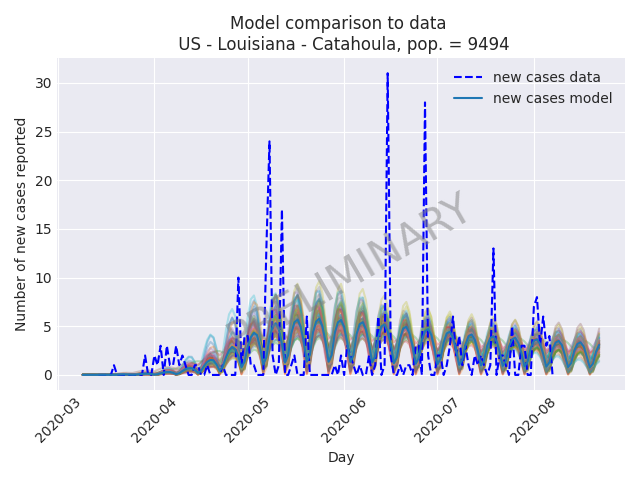 Model comparison to data
US - Louisiana - Catahoula, pop. = 9494
new cases data
new cases model
Number of new cases reported
30
25
20
15
10
5
0
PRELIMINARY
2020-03
2020-04
2020-05
2020-06
2020-07
2020-08
Day